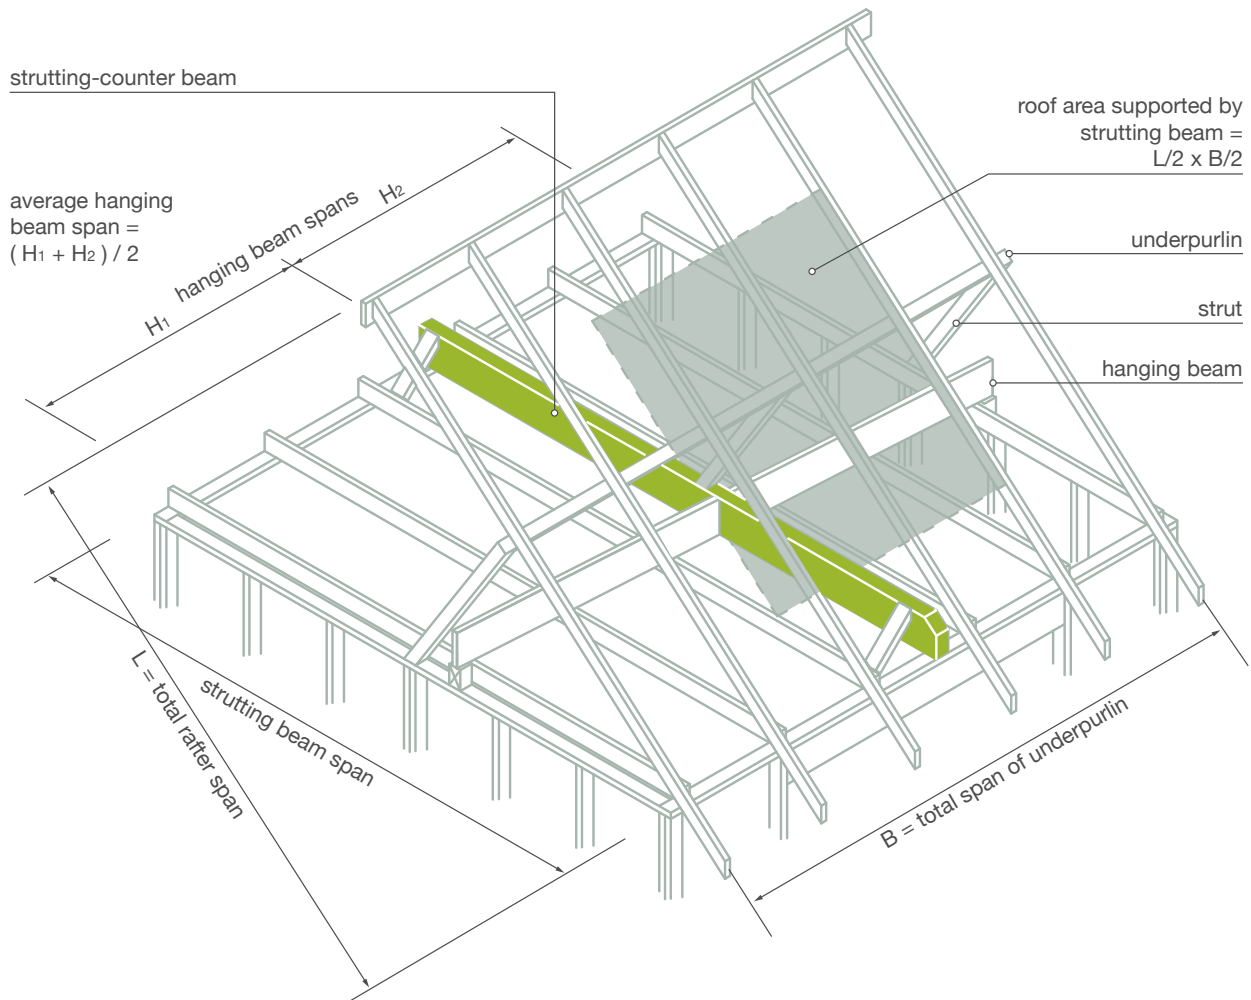 strutting-counter beam
roof area supported by
strutting beam =
L/2 x B/2
average hanging
beam span =
( H1 + H2 ) / 2
H1
hanging beam spans
H2
underpurlin
strut
hanging beam
L = total rafter span
strutting beam span
B = total span of underpurlin